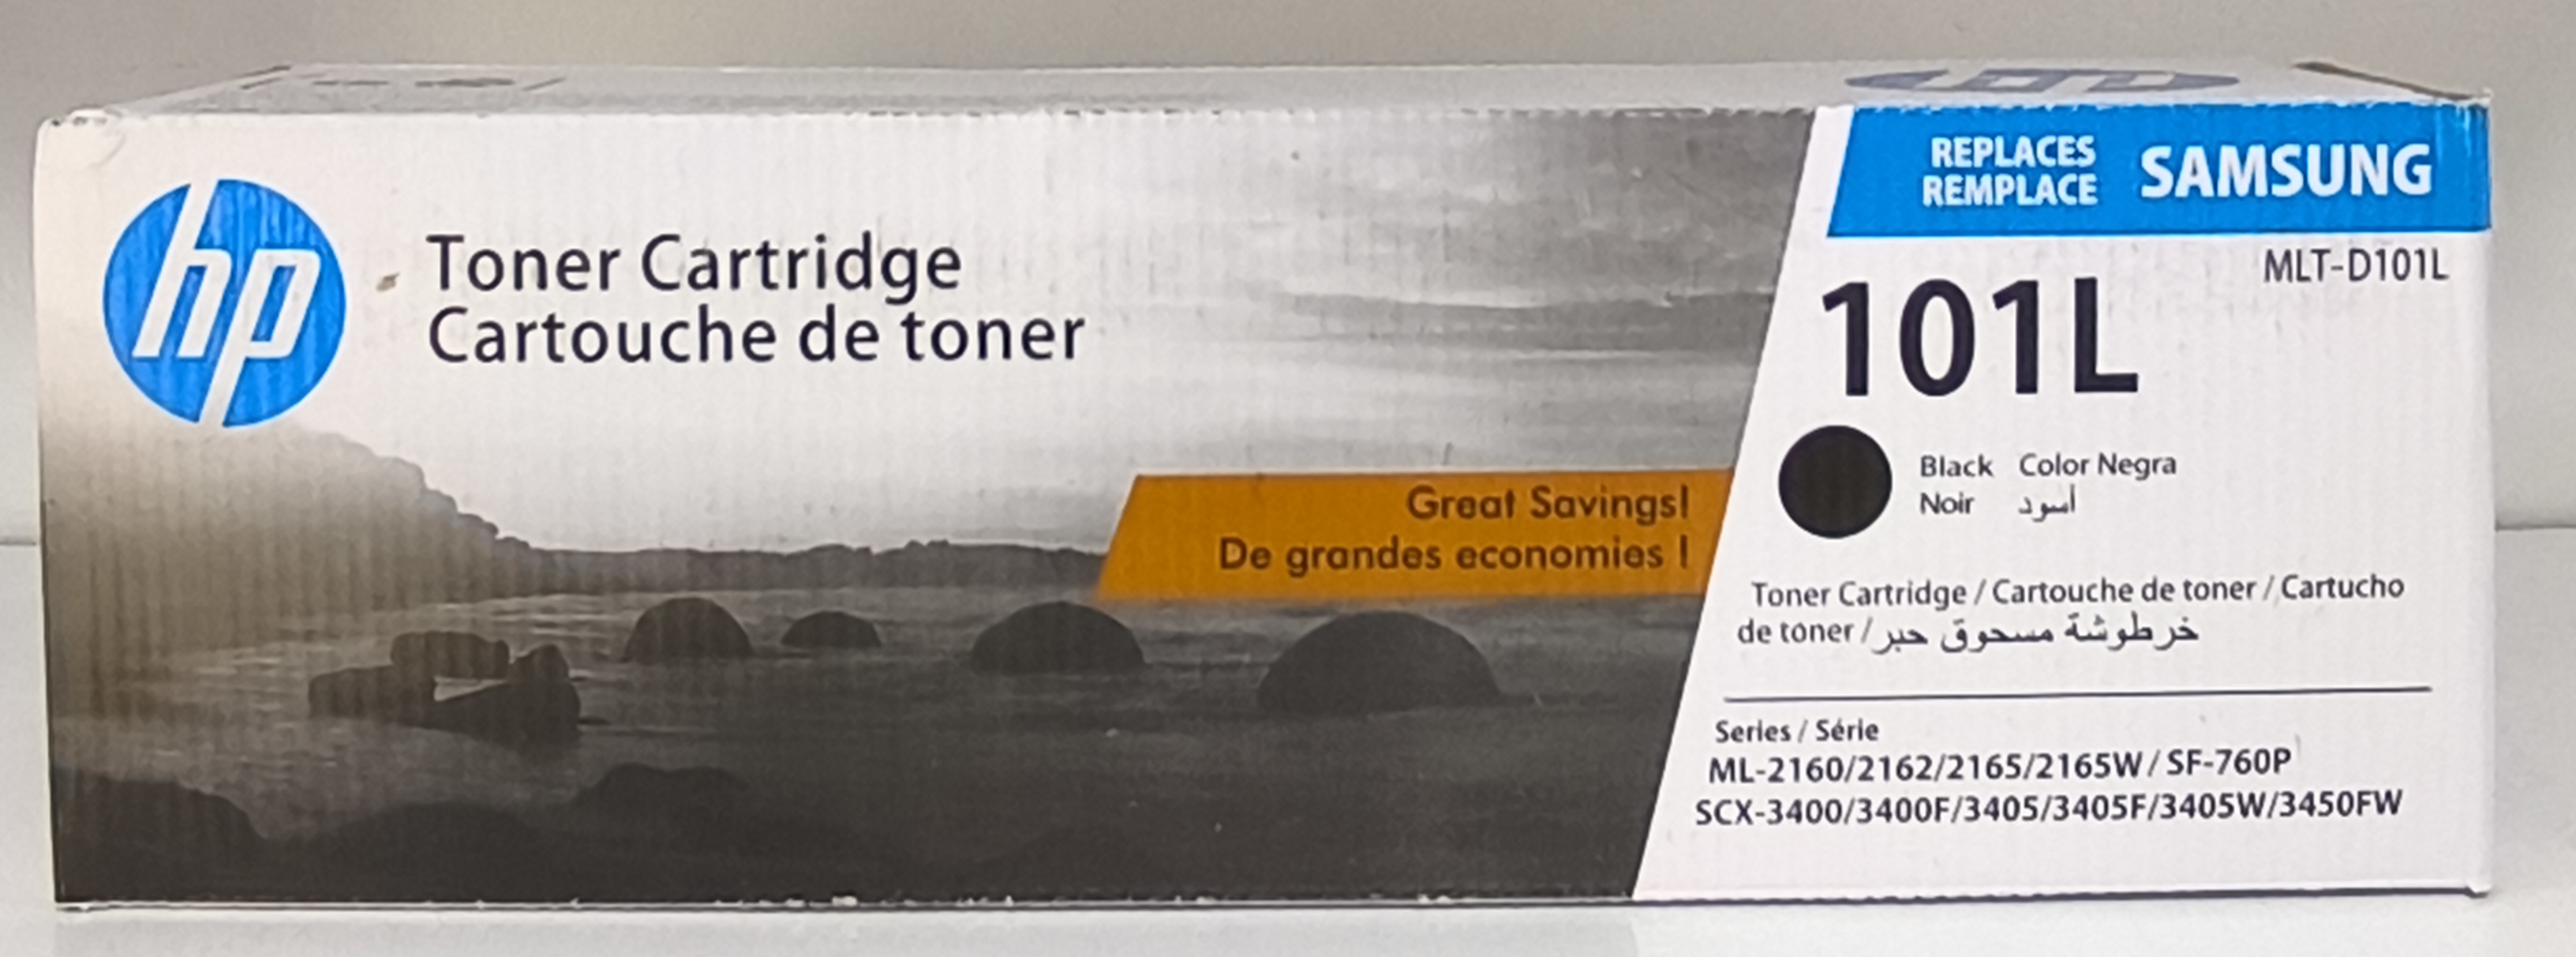 hp
Toner Cartridge
Cartouche de toner
Great Savings!
De grandes economies !
REPLACES
REMPLACE
SAMSUNG
MLT-D101L
101L
Black Color Negra
Noir أسود
Toner Cartridge / Cartouche de toner / Cartucho
de toner / خرطوشة مسحوق حبر
Series / Série
ML-2160/2162/2165/2165W / SF-760P
SCX-3400/3400F/3405/3405F/3405W/3450FW